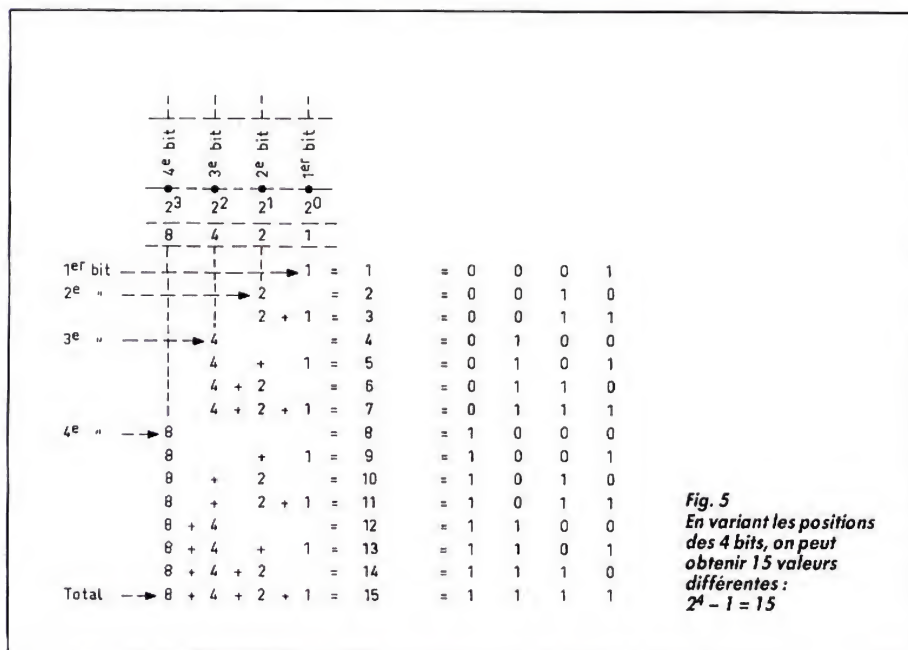 4e bit 3e bit 2e bit 1er bit
2³ 2² 2¹ 2⁰
8 4 2 1
1er bit 1 = 1 = 0 0 0 1
2e " 2 = 2 = 0 0 1 0
2 + 1 = 3 = 0 0 1 1
3e " 4 = 4 = 0 1 0 0
4 + 1 = 5 = 0 1 0 1
4 + 2 = 6 = 0 1 1 0
4 + 2 + 1 = 7 = 0 1 1 1
4e " 8 = 8 = 1 0 0 0
8 + 1 = 9 = 1 0 0 1
8 + 2 = 10 = 1 0 1 0
8 + 2 + 1 = 11 = 1 0 1 1
8 + 4 = 12 = 1 1 0 0
8 + 4 + 1 = 13 = 1 1 0 1
8 + 4 + 2 = 14 = 1 1 1 0
Total 8 + 4 + 2 + 1 = 15 = 1 1 1 1
Fig. 5
En variant les positions
des 4 bits, on peut
obtenir 15 valeurs
différentes :
2⁴ – 1 = 15